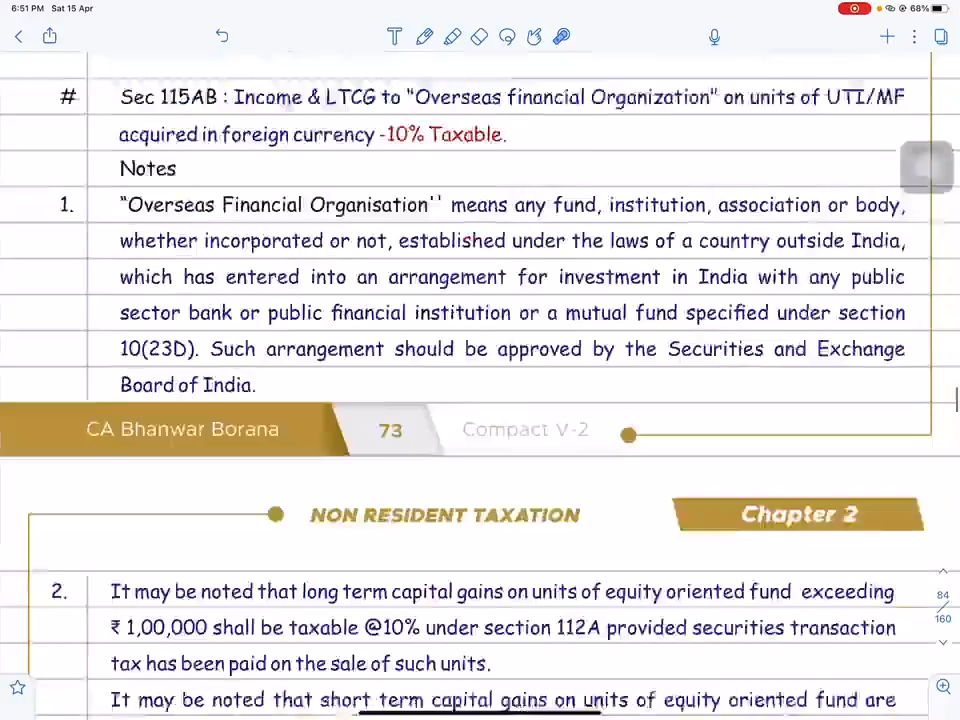 6:51 PM Sat 15 Apr 68%
# Sec 115AB : Income & LTCG to “Overseas financial Organization" on units of UTI/MF
acquired in foreign currency -10% Taxable.
Notes
1. “Overseas Financial Organisation'' means any fund, institution, association or body,
whether incorporated or not, established under the laws of a country outside India,
which has entered into an arrangement for investment in India with any public
sector bank or public financial institution or a mutual fund specified under section
10(23D). Such arrangement should be approved by the Securities and Exchange
Board of India.
CA Bhanwar Borana 73 Compact V-2
NON RESIDENT TAXATION Chapter 2
2. It may be noted that long term capital gains on units of equity oriented fund exceeding
₹ 1,00,000 shall be taxable @10% under section 112A provided securities transaction
tax has been paid on the sale of such units.
It may be noted that short term capital gains on units of equity oriented fund are
84
160